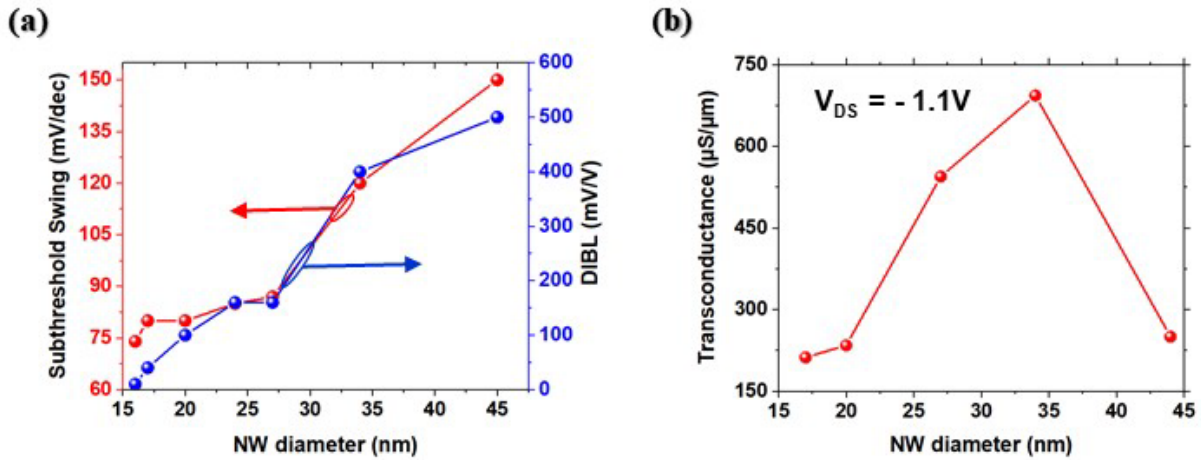 (a)
Subthreshold Swing (mV/dec)
150
135
120
105
90
75
60
600
500
400
300
200
100
0
DIBL (mV/V)
15 20 25 30 35 40 45
NW diameter (nm)
(b)
V_DS = - 1.1V
Transconductance (µS/µm)
750
600
450
300
150
15 20 25 30 35 40 45
NW diameter (nm)